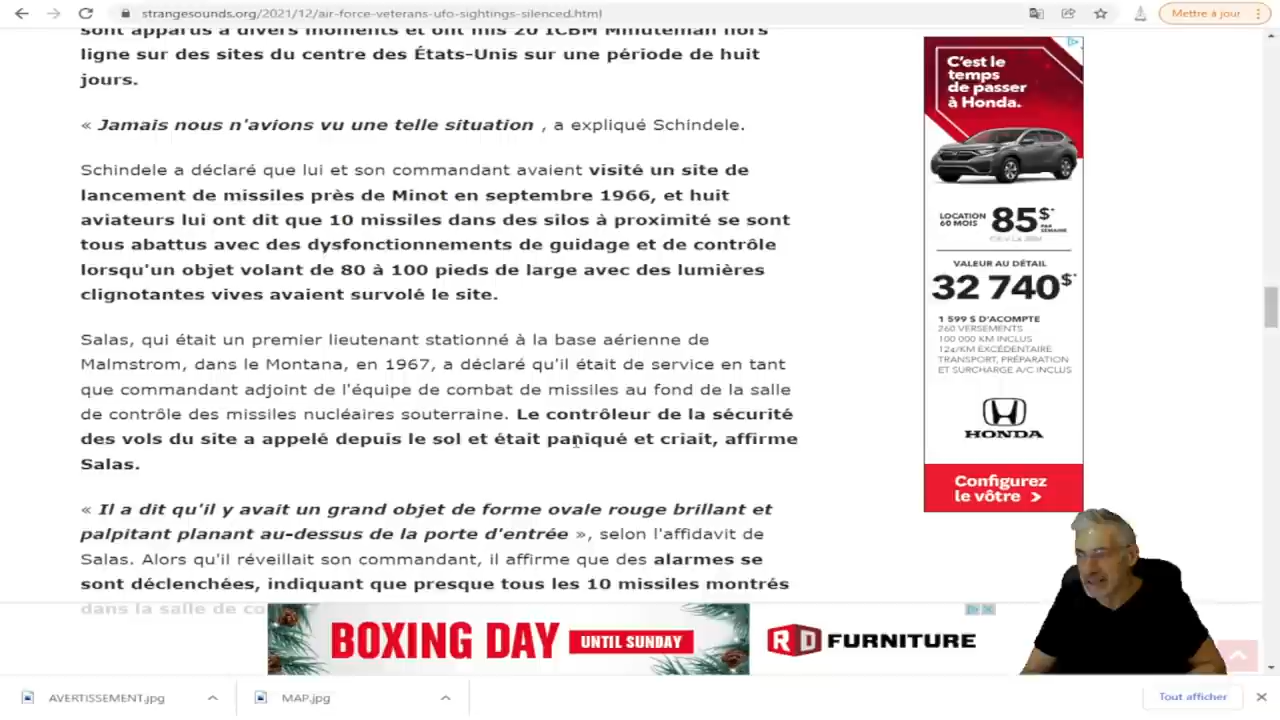 strangesounds.org/2021/12/air-force-veterans-ufo-sightings-silenced.html
Mettre à jour
sont apparus à divers moments et ont mis 20 ICBM Minuteman hors
ligne sur des sites du centre des États-Unis sur une période de huit
jours.
« Jamais nous n'avions vu une telle situation , a expliqué Schindele.
Schindele a déclaré que lui et son commandant avaient visité un site de
lancement de missiles près de Minot en septembre 1966, et huit
aviateurs lui ont dit que 10 missiles dans des silos à proximité se sont
tous abattus avec des dysfonctionnements de guidage et de contrôle
lorsqu'un objet volant de 80 à 100 pieds de large avec des lumières
clignotantes vives avaient survolé le site.
Salas, qui était un premier lieutenant stationné à la base aérienne de
Malmstrom, dans le Montana, en 1967, a déclaré qu'il était de service en tant
que commandant adjoint de l'équipe de combat de missiles au fond de la salle
de contrôle des missiles nucléaires souterraine. Le contrôleur de la sécurité
des vols du site a appelé depuis le sol et était paniqué et criait, affirme
Salas.
« Il a dit qu'il y avait un grand objet de forme ovale rouge brillant et
palpitant planant au-dessus de la porte d'entrée », selon l'affidavit de
Salas. Alors qu'il réveillait son commandant, il affirme que des alarmes se
sont déclenchées, indiquant que presque tous les 10 missiles montrés
dans la salle de co
C'est le
temps
de passer
à Honda.
LOCATION
60 MOIS
85$*
PAR
SEMAINE
VALEUR AU DÉTAIL
32 740$*
1 599 $ D'ACOMPTE
260 VERSEMENTS
100 000 KM INCLUS
12¢/KM EXCÉDENTAIRE
TRANSPORT, PRÉPARATION
ET SURCHARGE A/C INCLUS
HONDA
Configurez
le vôtre >
BOXING DAY UNTIL SUNDAY
RD FURNITURE
AVERTISSEMENT.jpg
MAP.jpg
Tout afficher